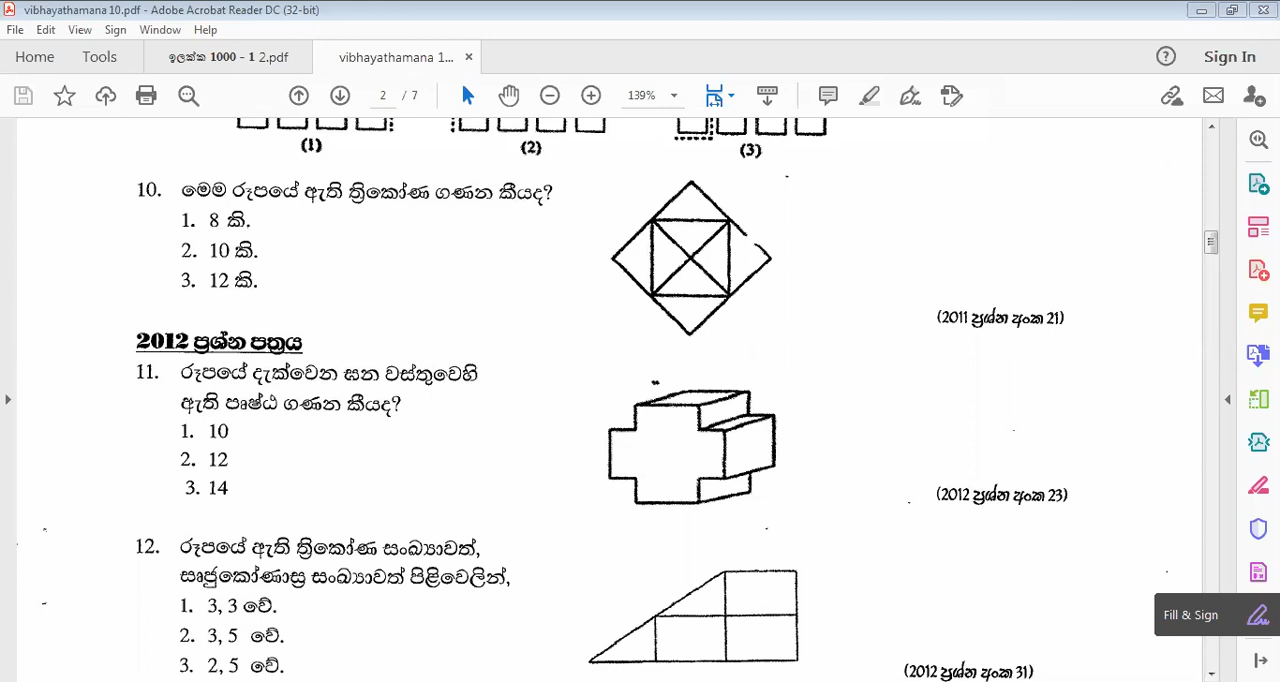 vibhayathamana 10.pdf - Adobe Acrobat Reader DC (32-bit)
File Edit View Sign Window Help
Home Tools ඉලක්ක 1000 - 1 2.pdf vibhayathamana 1... × Sign In
2 / 7 139%
(1) (2) (3)
10. මෙම රූපයේ ඇති ත්‍රිකෝණ ගණන කීයද?
1. 8 කි.
2. 10 කි.
3. 12 කි.
(2011 ප්‍රශ්න අංක 21)
2012 ප්‍රශ්න පත්‍රය
11. රූපයේ දැක්වෙන ඝන වස්තුවෙහි
ඇති පෘෂ්ඨ ගණන කීයද?
1. 10
2. 12
3. 14
(2012 ප්‍රශ්න අංක 23)
12. රූපයේ ඇති ත්‍රිකෝණ සංඛ්‍යාවත්,
සෘජුකෝණාස්‍ර සංඛ්‍යාවත් පිළිවෙලින්,
1. 3, 3 වේ.
2. 3, 5 වේ.
3. 2, 5 වේ.
(2012 ප්‍රශ්න අංක 31)
Fill & Sign